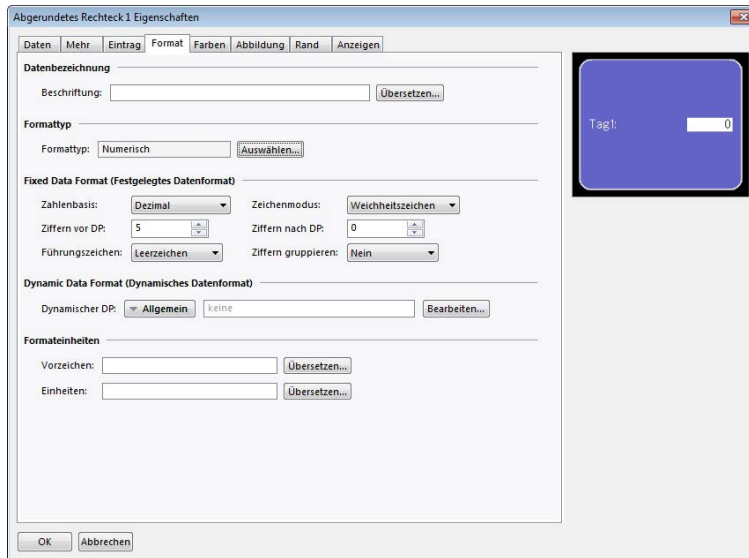 Abgerundetes Rechteck 1 Eigenschaften
Daten Mehr Eintrag Format Farben Abbildung Rand Anzeigen
Datenbezeichnung
Beschriftung: Übersetzen...
Formattyp
Formattyp: Numerisch Auswählen...
Fixed Data Format (Festgelegtes Datenformat)
Zahlenbasis: Dezimal Zeichenmodus: Weichheitszeichen
Ziffern vor DP: 5 Ziffern nach DP: 0
Führungszeichen: Leerzeichen Ziffern gruppieren: Nein
Dynamic Data Format (Dynamisches Datenformat)
Dynamischer DP: Allgemein keine Bearbeiten...
Formateinheiten
Vorzeichen: Übersetzen...
Einheiten: Übersetzen...
OK Abbrechen
Tag1: 0